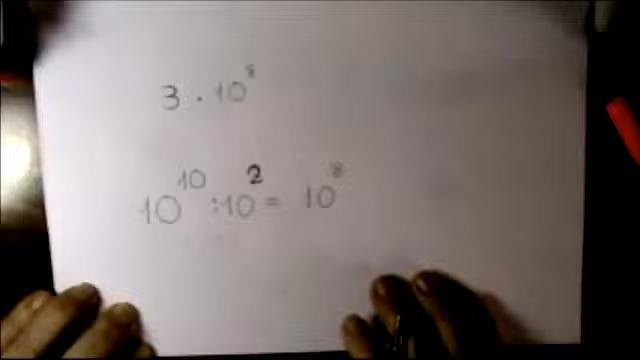 3 · 10⁸
10¹⁰ : 10² = 10⁸